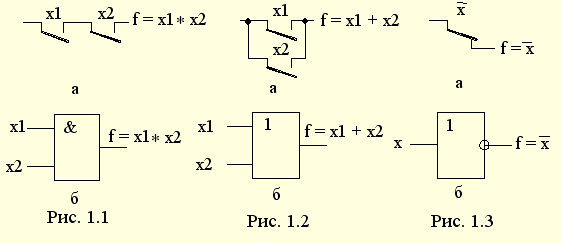 x1 x2 f = x1* x2
а
x1
x2
f = x1 + x2
а
x̅
f = x̅
а
x1
x2
&
f = x1* x2
б
Рис. 1.1
x1
x2
1
f = x1 + x2
б
Рис. 1.2
x
1
f = x̅
б
Рис. 1.3